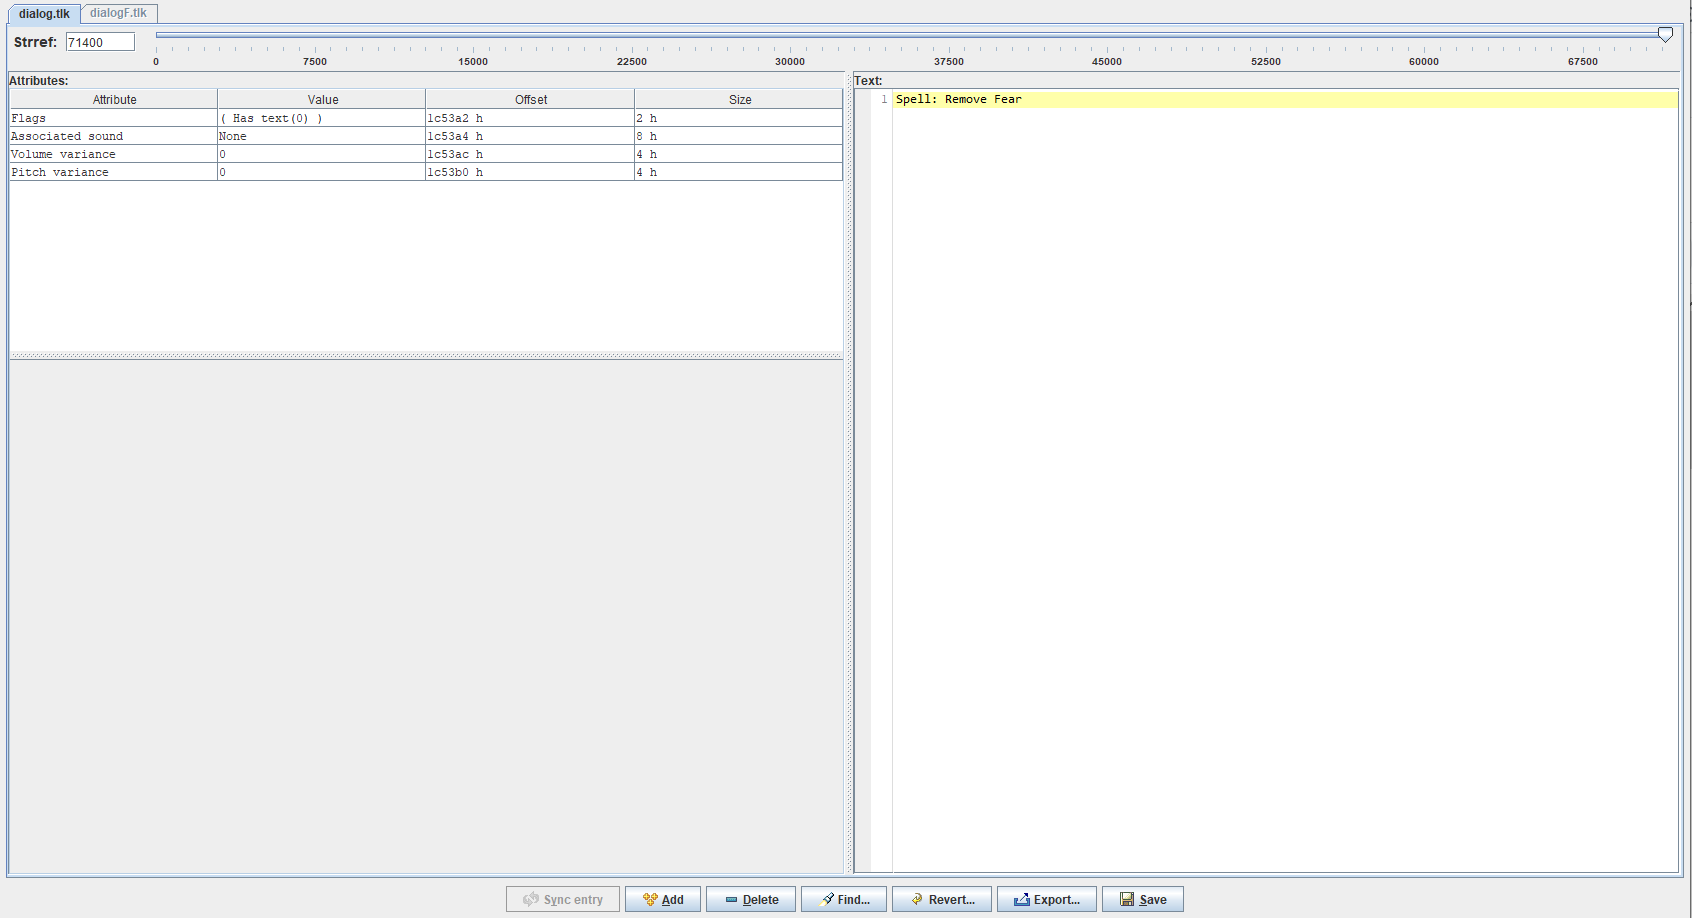 dialog.tlk dialogF.tlk
Strref: 71400
0 7500 15000 22500 30000 37500 45000 52500 60000 67500
Attributes:
Attribute Value Offset Size
Flags ( Has text(0) ) 1c53a2 h 2 h
Associated sound None 1c53a4 h 8 h
Volume variance 0 1c53ac h 4 h
Pitch variance 0 1c53b0 h 4 h
Text:
1 Spell: Remove Fear
Sync entry Add Delete Find... Revert... Export... Save